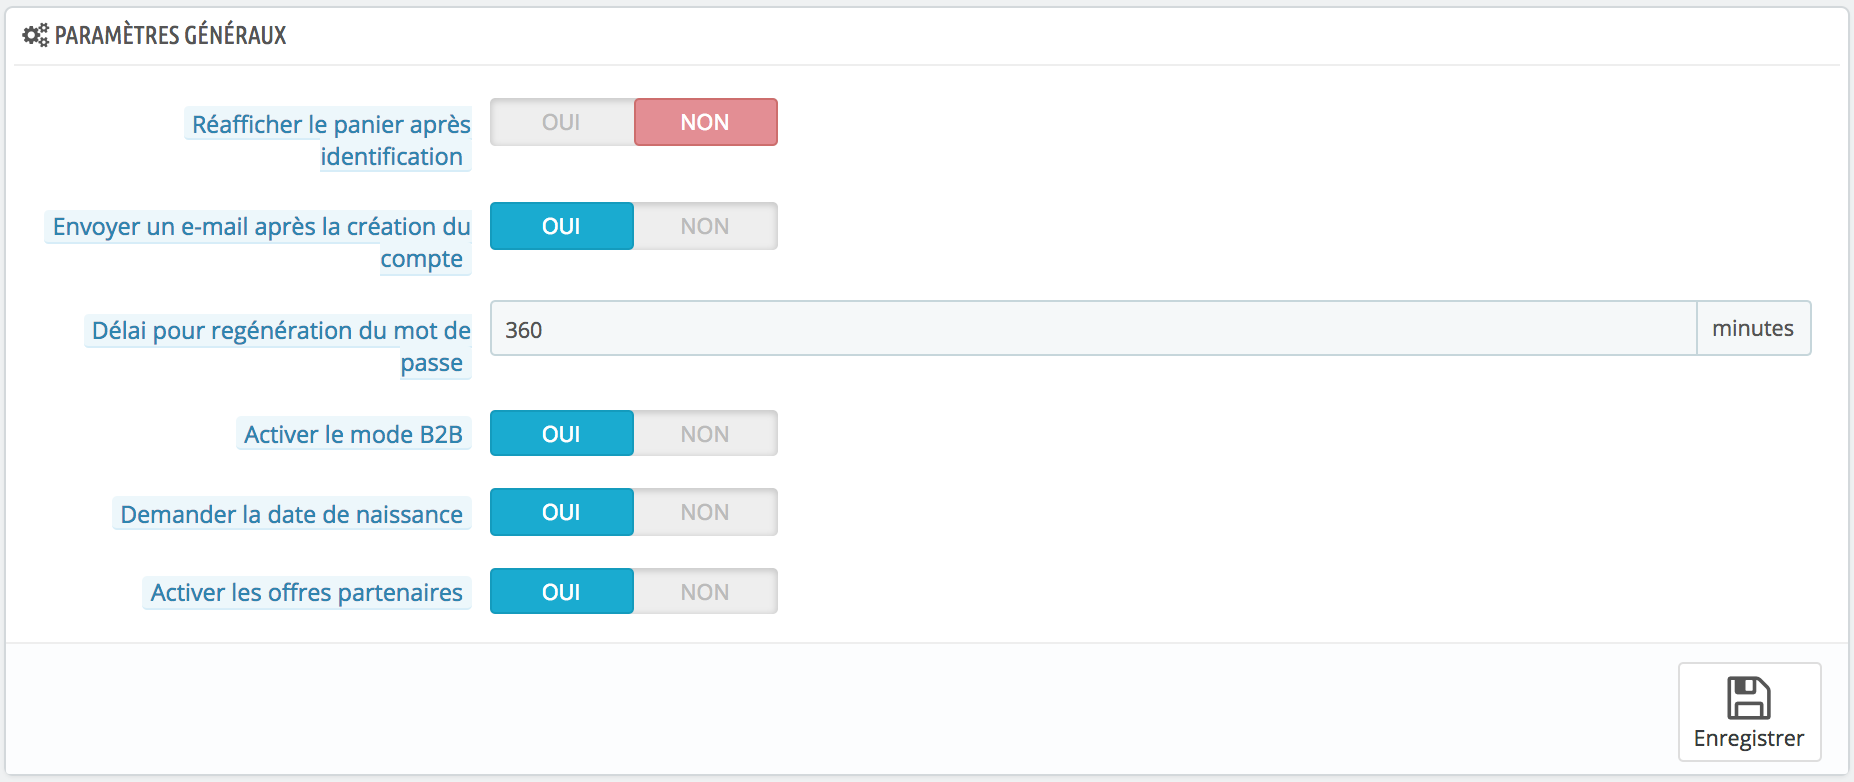 PARAMÈTRES GÉNÉRAUX
Réafficher le panier après
identification
OUI NON
Envoyer un e-mail après la création du
compte
OUI NON
Délai pour regénération du mot de
passe
360 minutes
Activer le mode B2B OUI NON
Demander la date de naissance OUI NON
Activer les offres partenaires OUI NON
Enregistrer